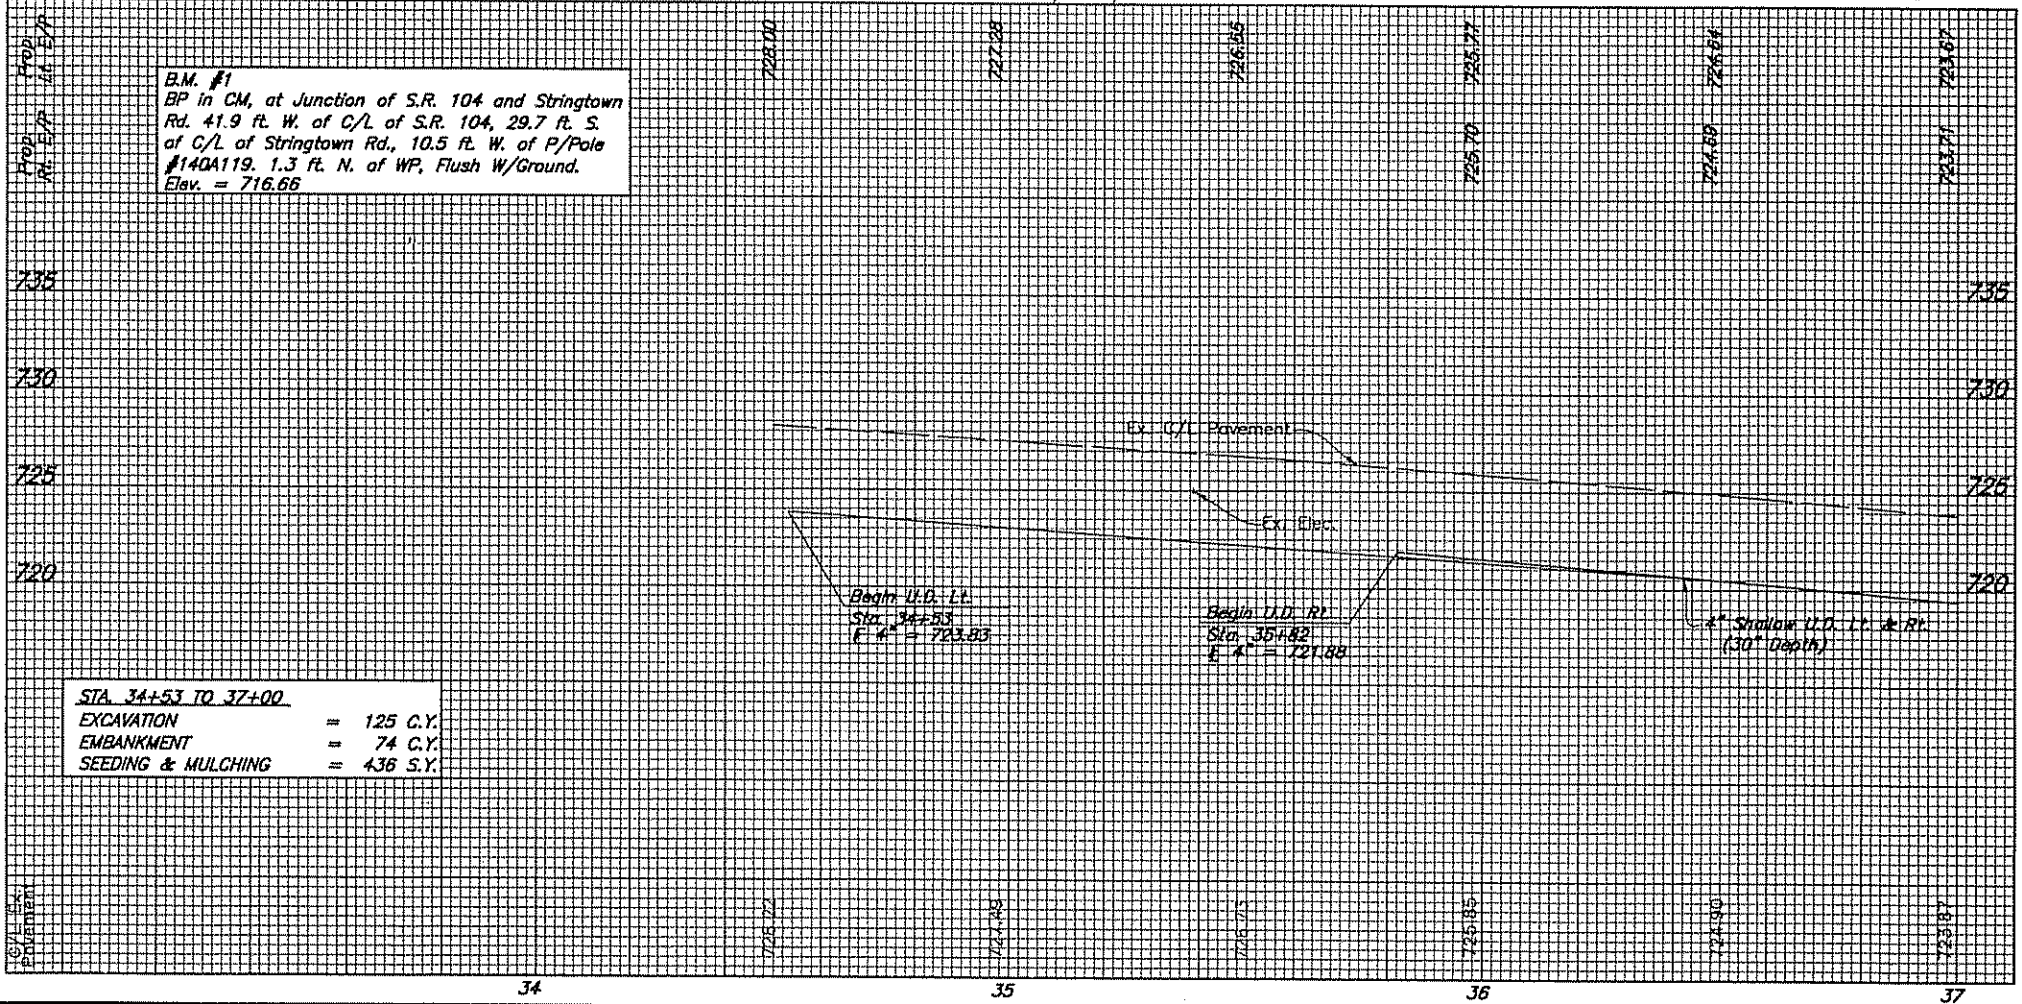 Prop.
Lt. E/P
728.00
727.28
726.55
725.77
724.64
723.67
Prop.
Rt. E/P
725.70
724.69
723.71
B.M. #1
BP in CM, at Junction of S.R. 104 and Stringtown
Rd. 41.9 ft. W. of C/L of S.R. 104, 29.7 ft. S.
of C/L of Stringtown Rd., 10.5 ft. W. of P/Pole
#140A119. 1.3 ft. N. of WP, Flush W/Ground.
Elev. = 716.66
735
735
730
730
Ex. C/L Pavement
725
725
Ex. Elec.
720
720
Begin U.D. Lt.
Sta. 34+53
4" = 723.83
Begin U.D. Rt.
Sta. 35+82
4" = 721.88
4" Shallow U.D. Lt. & Rt.
(30" Depth)
STA. 34+53 TO 37+00
EXCAVATION = 125 C.Y.
EMBANKMENT = 74 C.Y.
SEEDING & MULCHING = 436 S.Y.
C/L Ex.
Pavement
728.22
727.49
726.75
725.85
724.90
723.87
34
35
36
37